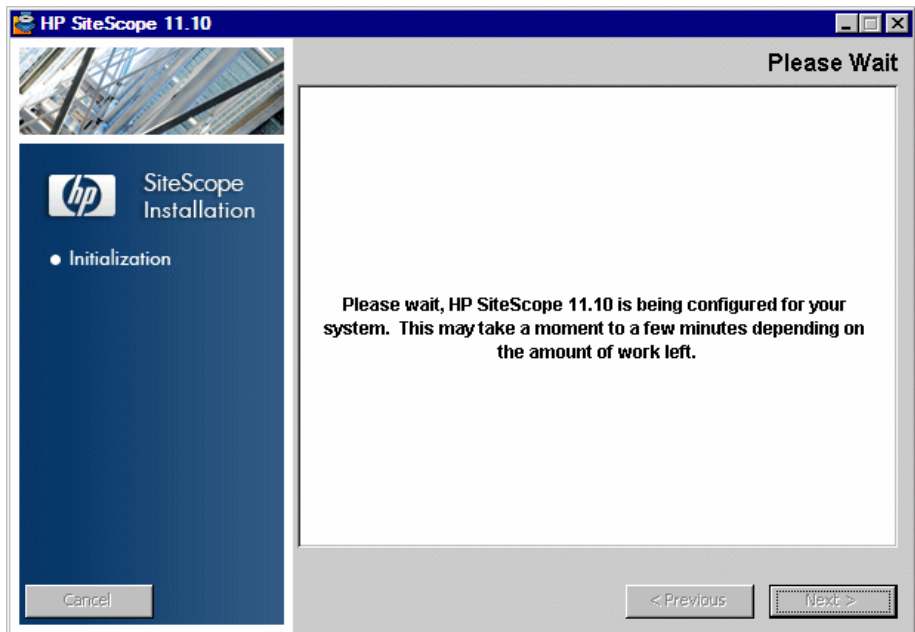 HP SiteScope 11.10
Please Wait
hp
SiteScope
Installation
Initialization
Please wait, HP SiteScope 11.10 is being configured for your
system.  This may take a moment to a few minutes depending on
the amount of work left.
Cancel
< Previous
Next >